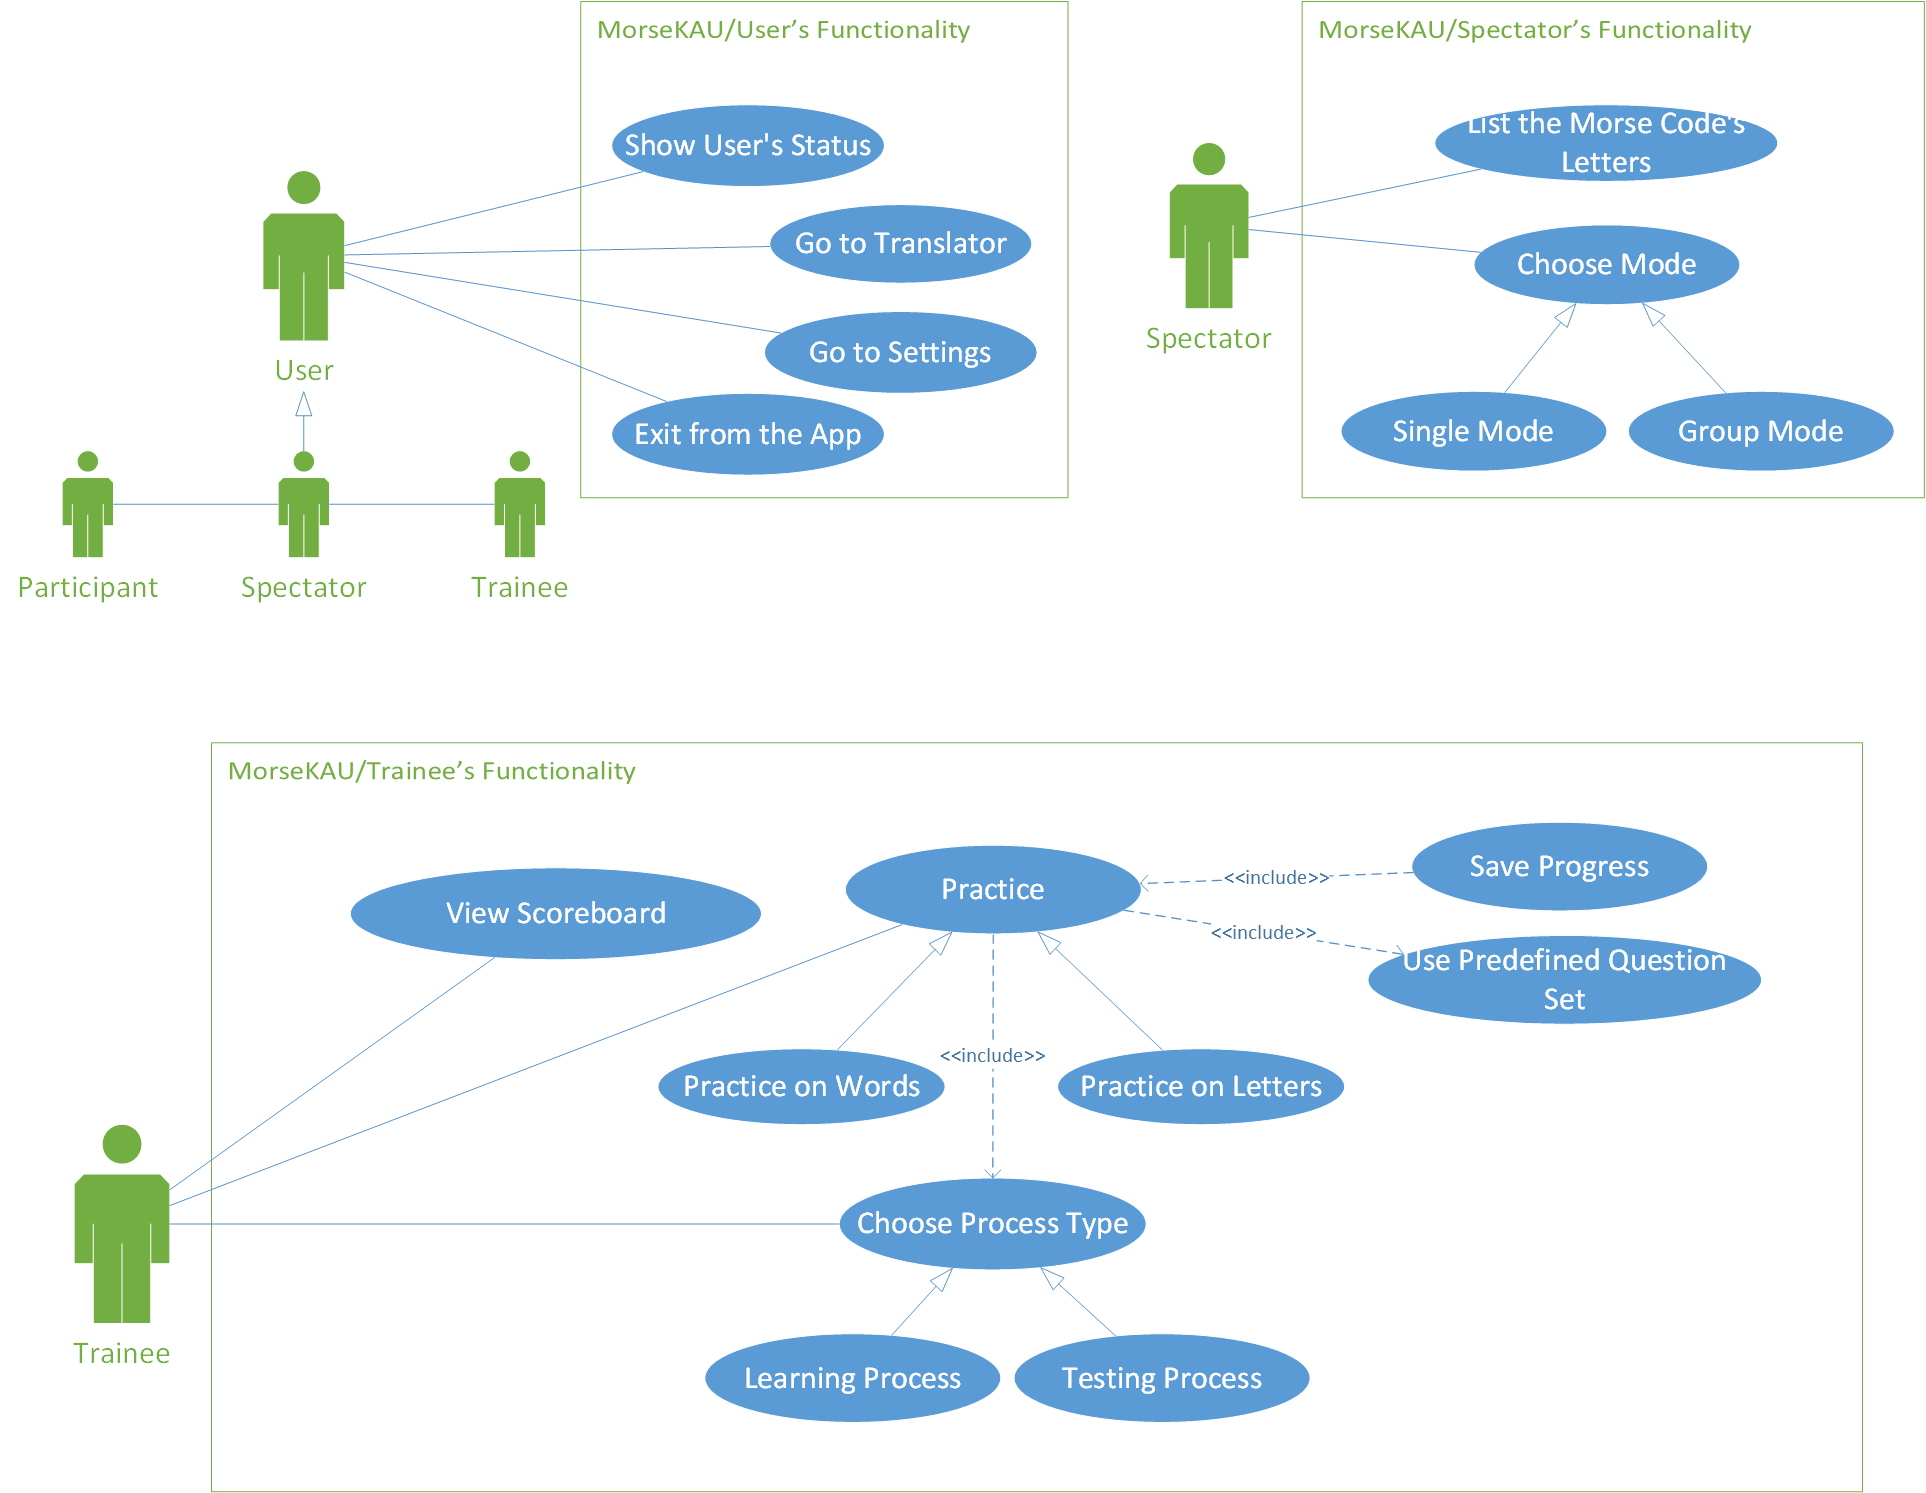 MorseKAU/User’s Functionality
Show User's Status
Go to Translator
Go to Settings
Exit from the App
User
Participant
Spectator
Trainee
MorseKAU/Spectator’s Functionality
List the Morse Code's
Letters
Choose Mode
Single Mode
Group Mode
Spectator
MorseKAU/Trainee’s Functionality
View Scoreboard
Practice
<<include>>
Save Progress
<<include>>
Use Predefined Question
Set
Practice on Words
<<include>>
Practice on Letters
Choose Process Type
Learning Process
Testing Process
Trainee